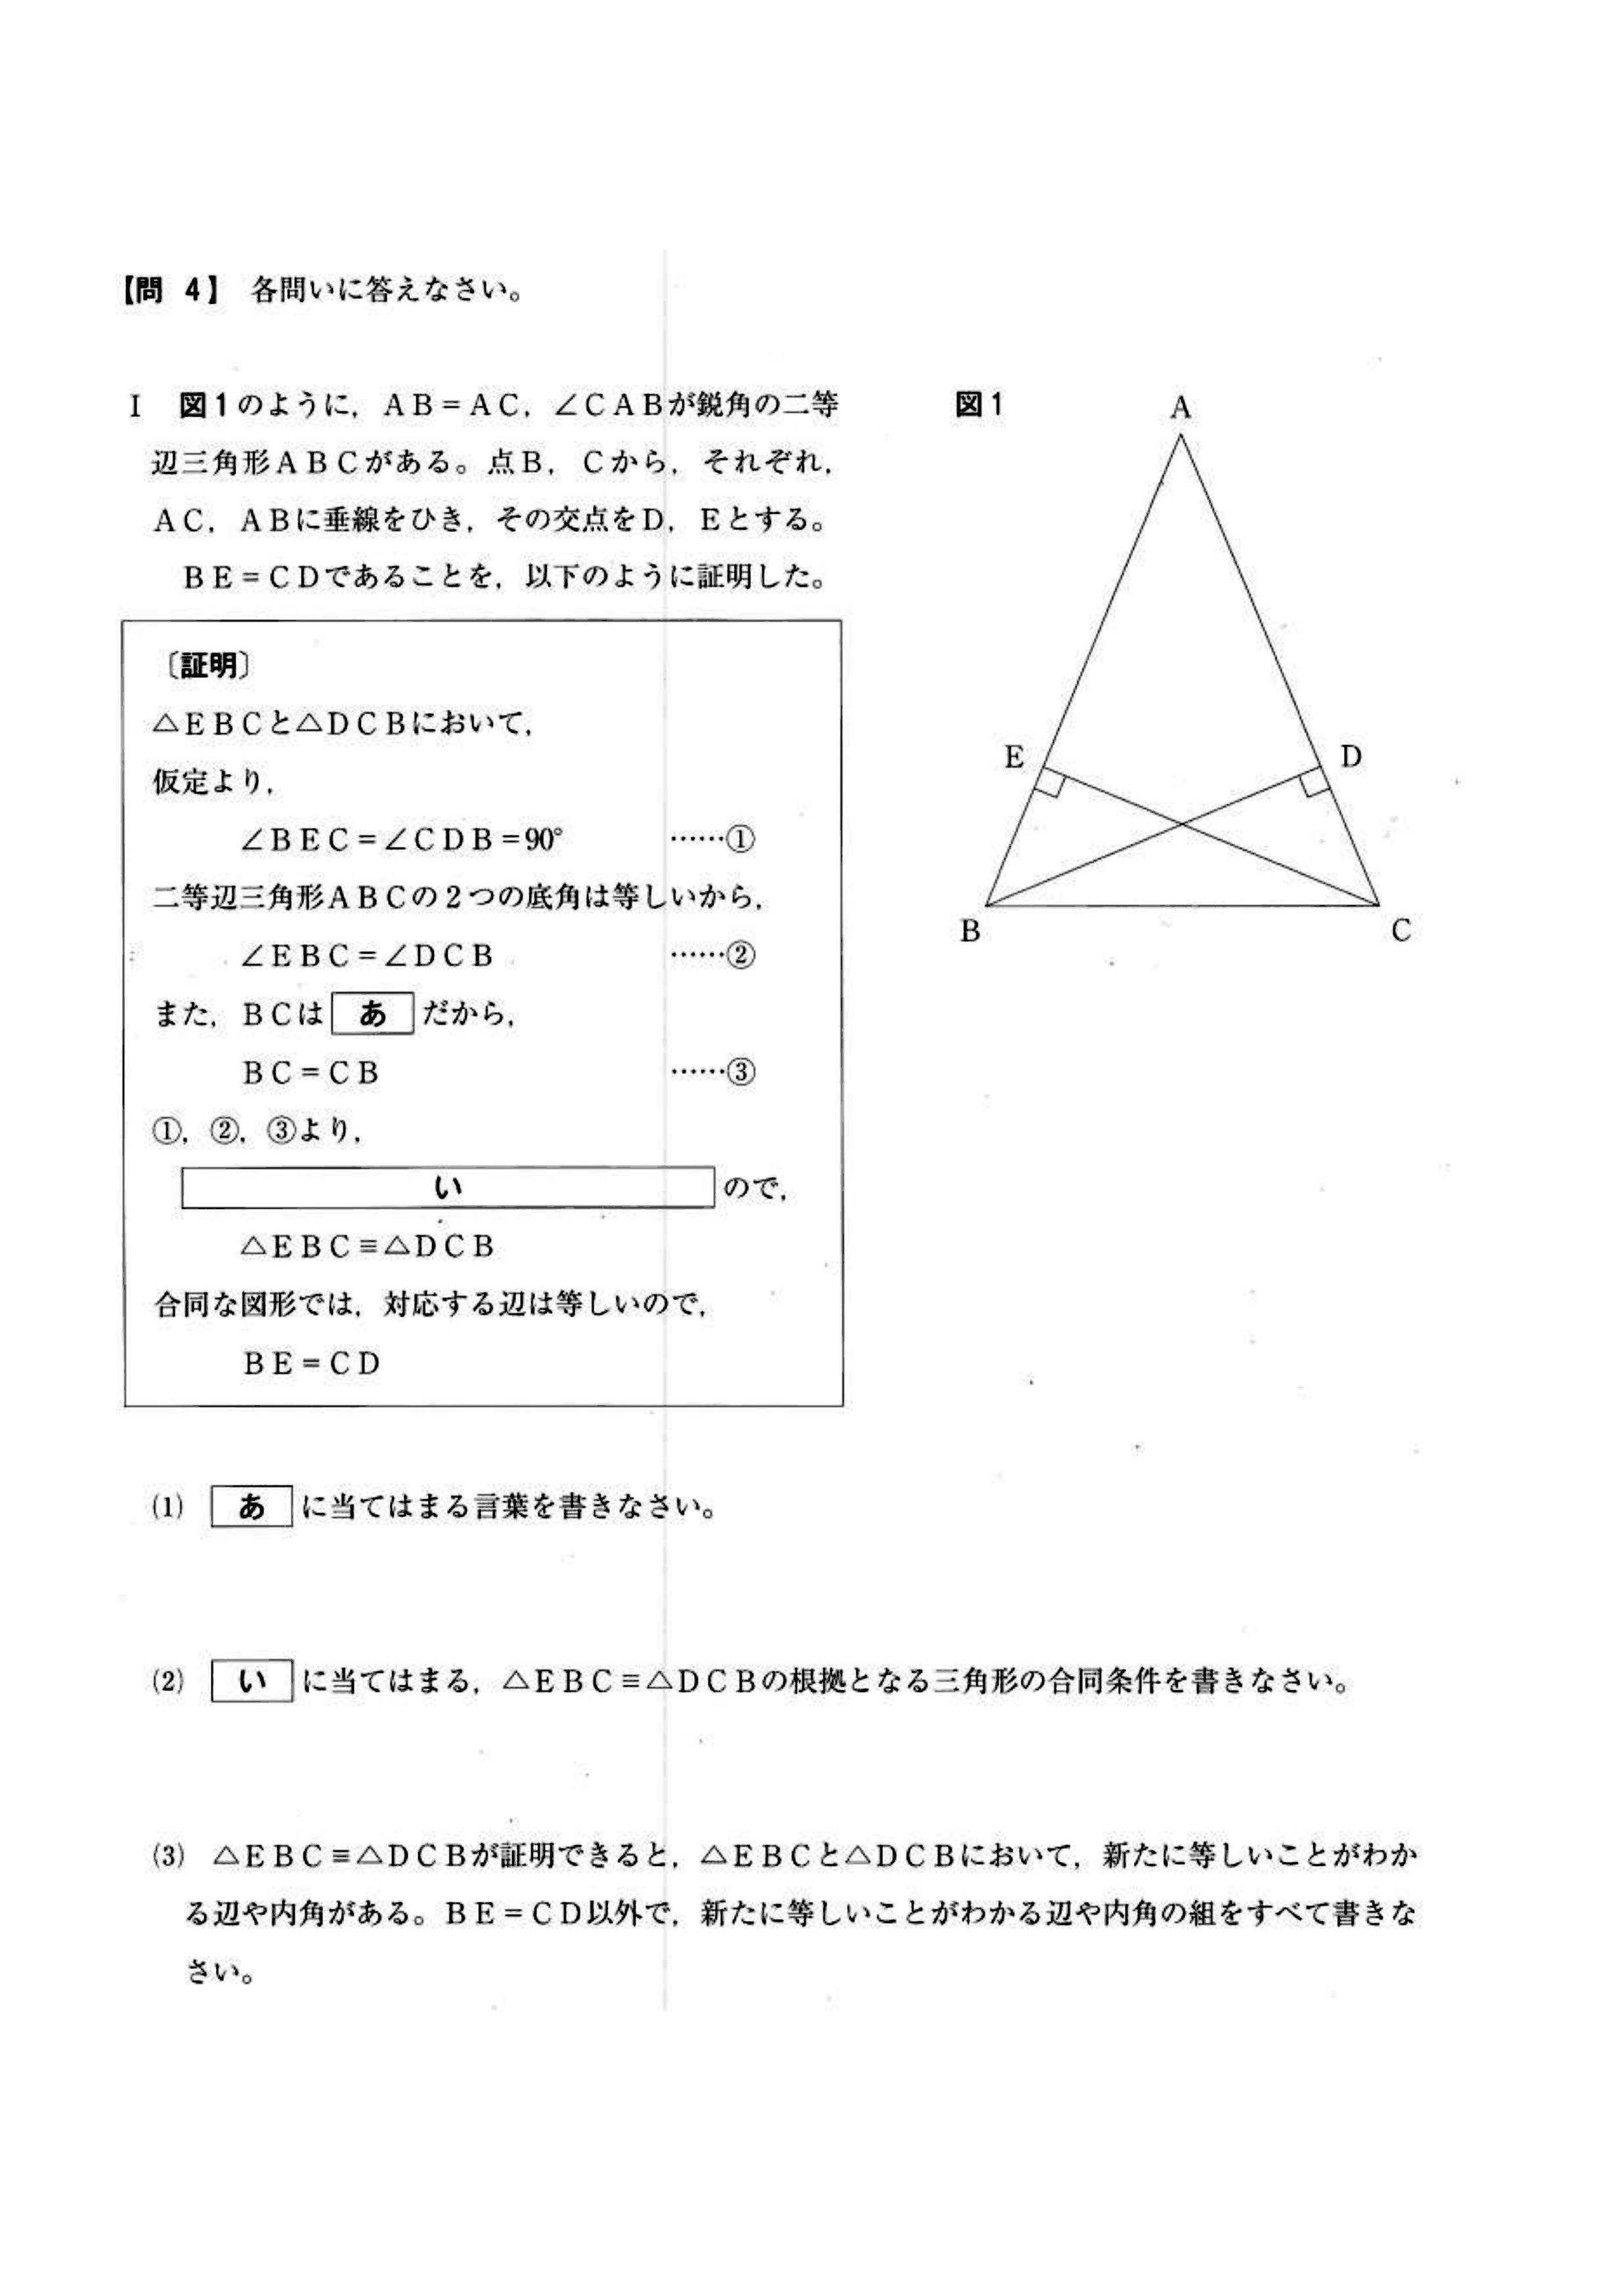 【問 4】 各問いに答えなさい。
Ⅰ 図1のように，AB=AC，∠CABが鋭角の二等
辺三角形ABCがある。点B，Cから，それぞれ，
AC，ABに垂線をひき，その交点をD，Eとする。
BE=CDであることを，以下のように証明した。
〔証明〕
△EBCと△DCBにおいて，
仮定より，
∠BEC=∠CDB=90° ……①
二等辺三角形ABCの2つの底角は等しいから，
∠EBC=∠DCB ……②
また，BCは あ だから，
BC=CB ……③
①，②，③より，
い ので，
△EBC≡△DCB
合同な図形では，対応する辺は等しいので，
BE=CD
図1
A
E
D
B
C
(1) あ に当てはまる言葉を書きなさい。
(2) い に当てはまる，△EBC≡△DCBの根拠となる三角形の合同条件を書きなさい。
(3) △EBC≡△DCBが証明できると，△EBCと△DCBにおいて，新たに等しいことがわか
る辺や内角がある。BE=CD以外で，新たに等しいことがわかる辺や内角の組をすべて書きな
さい。